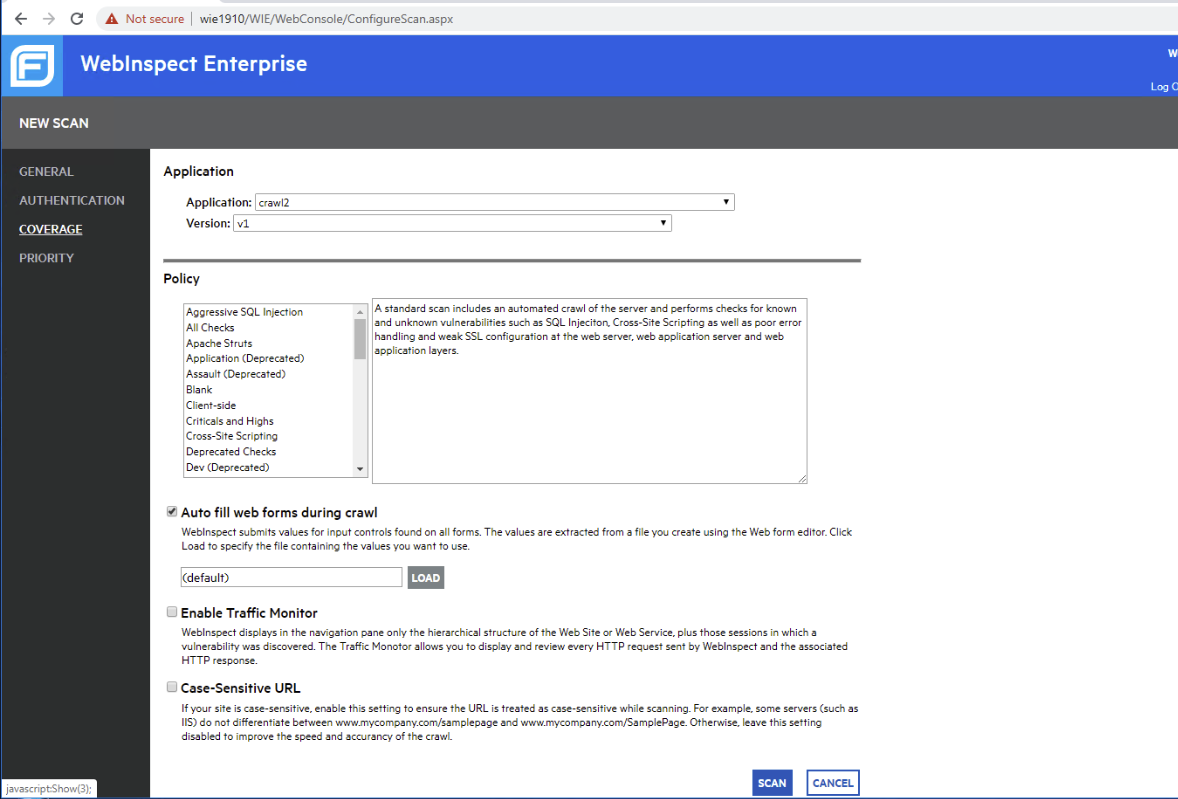 Not secure | wie1910/WIE/WebConsole/ConfigureScan.aspx
WebInspect Enterprise
NEW SCAN
GENERAL
AUTHENTICATION
COVERAGE
PRIORITY
Application
Application: crawl2
Version: v1
Policy
Aggressive SQL Injection
All Checks
Apache Struts
Application (Deprecated)
Assault (Deprecated)
Blank
Client-side
Criticals and Highs
Cross-Site Scripting
Deprecated Checks
Dev (Deprecated)
A standard scan includes an automated crawl of the server and performs checks for known
and unknown vulnerabilities such as SQL Injeciton, Cross-Site Scripting as well as poor error
handling and weak SSL configuration at the web server, web application server and web
application layers.
Auto fill web forms during crawl
WebInspect submits values for input controls found on all forms. The values are extracted from a file you create using the Web form editor. Click
Load to specify the file containing the values you want to use.
(default)
LOAD
Enable Traffic Monitor
WebInspect displays in the navigation pane only the hierarchical structure of the Web Site or Web Service, plus those sessions in which a
vulnerability was discovered. The Traffic Monotor allows you to display and review every HTTP request sent by WebInspect and the associated
HTTP response.
Case-Sensitive URL
If your site is case-sensitive, enable this setting to ensure the URL is treated as case-sensitive while scanning. For example, some servers (such as
IIS) do not differentiate between www.mycompany.com/samplepage and www.mycompany.com/SamplePage. Otherwise, leave this setting
disabled to improve the speed and accurancy of the crawl.
SCAN
CANCEL
javascript:Show(3);